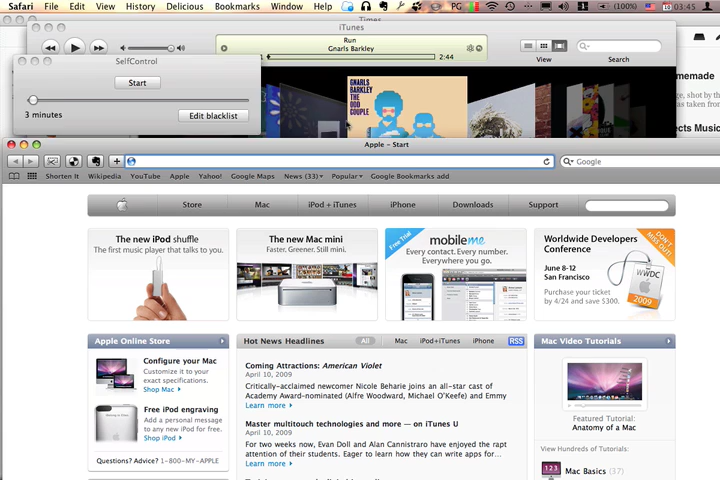 Safari File Edit View History Bookmarks Window Help
PG
(100%) 03:45
Times
iTunes
Run
Gnarls Barkley
2:44
View
Search
SelfControl
Start
3 minutes
Edit blacklist
GNARLS
BARKLEY
THE
ODD
COUPLE
Apple - Start
Google
Shorten It Wikipedia YouTube Apple Yahoo! Google Maps News (33) Popular Google Bookmarks add
Store Mac iPod + iTunes iPhone Downloads Support
The new iPod shuffle
The first music player that talks to you.
The new Mac mini
Faster. Greener. Still mini.
Free Trial
mobileme
Every contact. Every number.
Everywhere you go.
Worldwide Developers
Conference
DON'T
MISS OUT!
June 8-12
San Francisco
Purchase your ticket
by 4/24 and save $300.
WWDC
2009
Apple Online Store
Configure your Mac
Customize it to your
exact specifications.
Shop Mac
Free iPod engraving
Add a personal message
to any new iPod for free.
Shop iPod
Questions? Advice? 1-800-MY-APPLE
Hot News Headlines All Mac iPod+iTunes iPhone RSS
Coming Attractions: American Violet
April 10, 2009
Critically-acclaimed newcomer Nicole Beharie joins an all-star cast of
Academy Award-nominated (Alfre Woodward, Michael O'Keefe) and Emmy
Learn more
Master multitouch technologies and more — on iTunes U
April 10, 2009
For two weeks now, Evan Doll and Alan Cannistraro have enjoyed the rapt
attention of their students. Eager to learn how they can write apps for...
Learn more
Mac Video Tutorials
Featured Tutorial:
Anatomy of a Mac
View Hundreds of Tutorials:
Mac Basics (37)